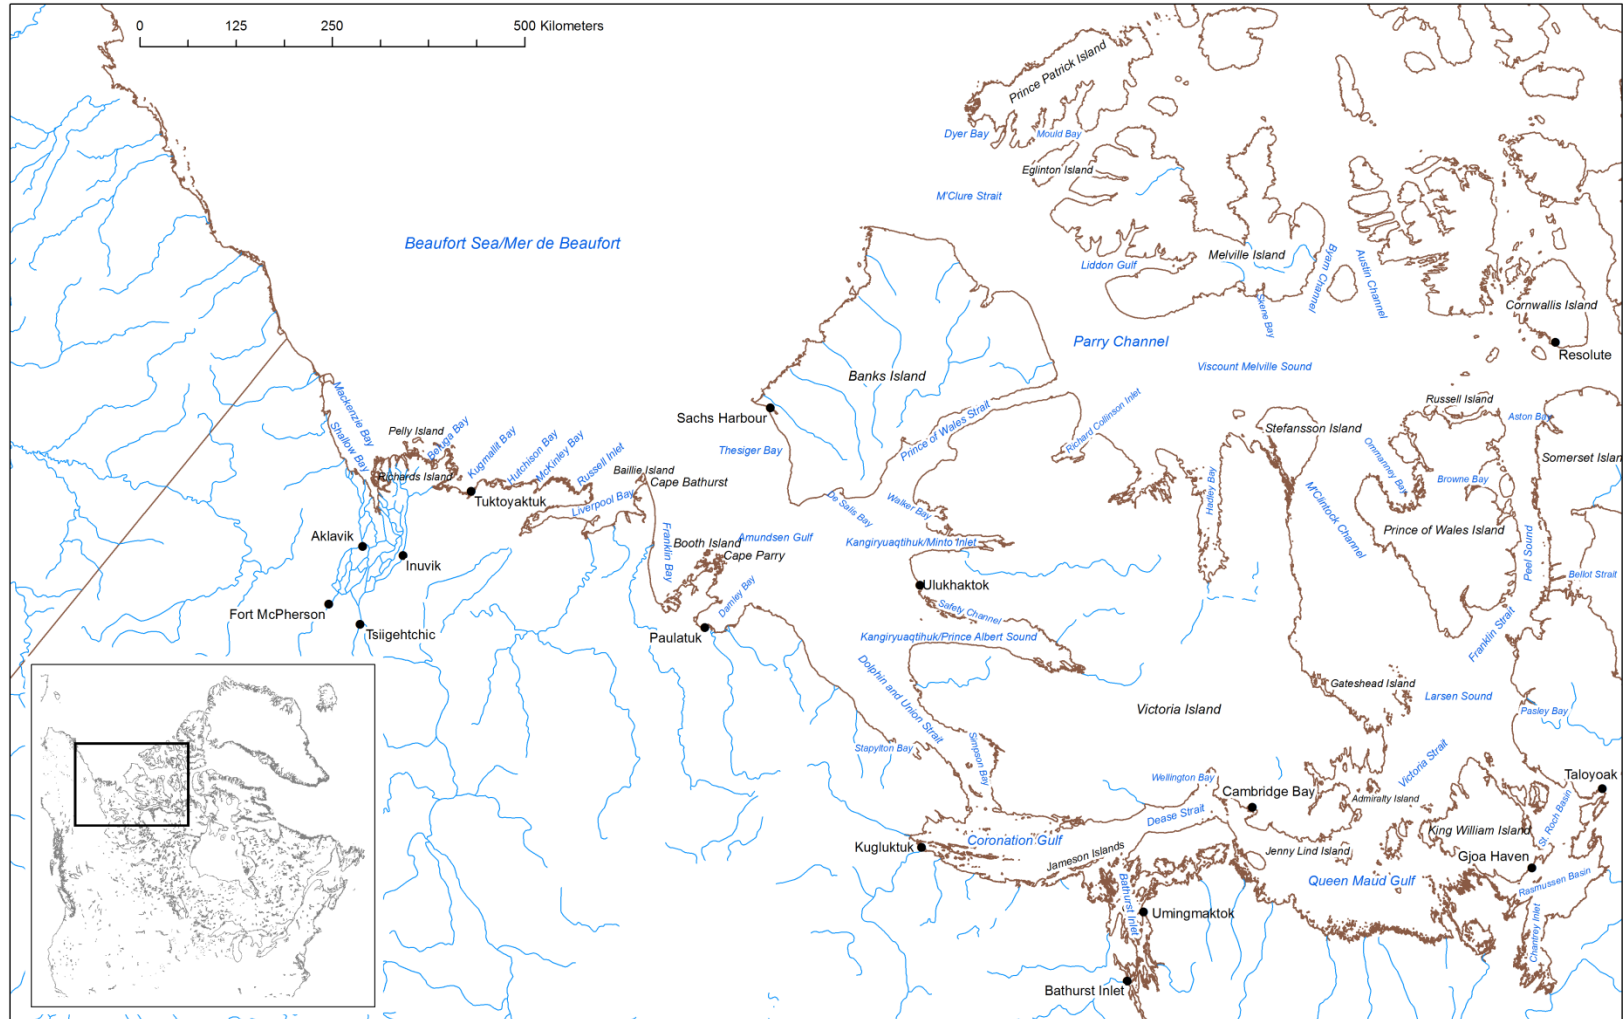 0 125 250 500 Kilometers
Prince Patrick Island
Dyer Bay
Mould Bay
Eglinton Island
M'Clure Strait
Beaufort Sea/Mer de Beaufort
Melville Island
Liddon Gulf
Byam Channel
Austin Channel
Skene Bay
Cornwallis Island
Parry Channel
Resolute
Viscount Melville Sound
Banks Island
Sachs Harbour
Prince of Wales Strait
Richard Collinson Inlet
Russell Island
Aston Bay
Stefansson Island
Mackenzie Bay
Shallow Bay
Pelly Island
Beluga Bay
Kugmallit Bay
Hutchison Bay
McKinley Bay
Russell Inlet
Thesiger Bay
Ommanney Bay
Somerset Island
Richards Island
Baillie Island
Cape Bathurst
Hadley Bay
Browne Bay
Tuktoyaktuk
Liverpool Bay
De Salis Bay
Walker Bay
M'Clintock Channel
Prince of Wales Island
Aklavik
Franklin Bay
Booth Island
Amundsen Gulf
Kangiryuaqtihuk/Minto Inlet
Peel Sound
Inuvik
Cape Parry
Ulukhaktok
Bellot Strait
Fort McPherson
Darnley Bay
Safety Channel
Tsiigehtchic
Paulatuk
Kangiryuaqtihuk/Prince Albert Sound
Franklin Strait
Dolphin and Union Strait
Gateshead Island
Larsen Sound
Victoria Island
Pasley Bay
Stapylton Bay
Simpson Bay
Victoria Strait
Wellington Bay
Cambridge Bay
Taloyoak
Admiralty Island
Dease Strait
St. Roch Basin
King William Island
Kugluktuk
Coronation Gulf
Jameson Islands
Jenny Lind Island
Gjoa Haven
Queen Maud Gulf
Rasmussen Basin
Bathurst Inlet
Umingmaktok
Chantrey Inlet
Bathurst Inlet